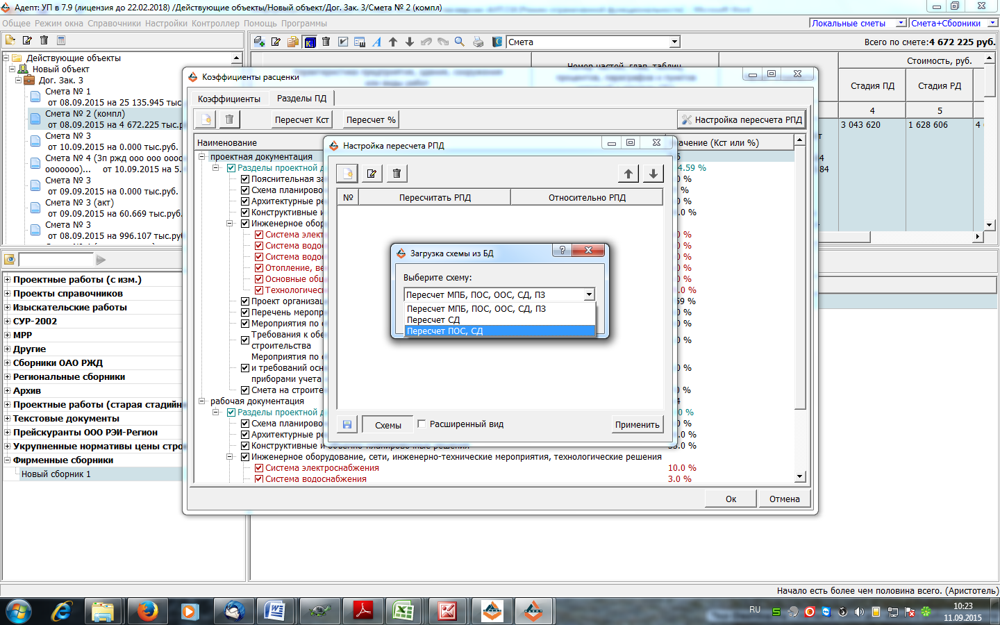 Адепт: УП в 7.9 (лицензия до 22.02.2018) /Действующие объекты/Новый объект/Дог. Зак. 3/Смета № 2 (компл)
Общее Режим окна Справочники Настройки Контроллер Помощь Программы
Локальные сметы
Смета+Сборники
Смета
Всего по смете:4 672 225 руб.
Действующие объекты
Новый объект
Дог. Зак. 3
Смета № 1
от 08.09.2015 на 25 135.945 тыс
Смета № 2 (компл)
от 08.09.2015 на 4 672.225 тыс.р
Смета № 3
от 10.09.2015 на 0.000 тыс.руб.
Смета № 4 (3п ржд ооо ооо оооо
ооооооо)... от 10.09.2015 на 5.
Смета № 3
от 09.09.2015 на 0.000 тыс.руб.
Смета № 3 (акт)
от 09.09.2015 на 60.669 тыс.руб.
Смета № 3
от 08.09.2015 на 996.107 тыс.руб
Стоимость, руб.
Стадия ПД
Стадия РД
4
5
3 043 620
1 628 606
4
Проектные работы (с изм.)
Проекты справочников
Изыскательские работы
СУР-2002
МРР
Другие
Сборники ОАО РЖД
Региональные сборники
Архив
Проектные работы (старая стадийн
Текстовые документы
Прейскуранты ООО РЭИ-Регион
Укрупненные нормативы цены стро
Фирменные сборники
Новый сборник 1
Коэффициенты расценки
Коэффициенты
Разделы ПД
Пересчет Кст
Пересчет %
Настройка пересчета РПД
Наименование
начение (Кст или %)
проектная документация
Разделы проектной д
4.59 %
Пояснительная за
Схема планирово
Архитектурные ре
Конструктивные и
Инженерное обор
Система элект
Система водос
Система водос
Отопление, ве
Основные общ
Технологическ
Проект организац
59 %
Перечень меропр
Мероприятия по о
Требования к обе
строительства
Мероприятия по о
и требований осн
приборами учета
Смета на строите
рабочая документация
Разделы проектной д
Схема планирово
Архитектурные ре
Конструктивные и объемно-планировочные решения
Инженерное оборудование, сети, инженерно-технические мероприятия, технологические решения
Система электроснабжения
10.0 %
Система водоснабжения
3.0 %
Ок
Отмена
Настройка пересчета РПД
№
Пересчитать РПД
Относительно РПД
Схемы
Расширенный вид
Применить
Загрузка схемы из БД
Выберите схему:
Пересчет МПБ, ПОС, ООС, СД, ПЗ
Пересчет МПБ, ПОС, ООС, СД, ПЗ
Пересчет СД
Пересчет ПОС, СД
Начало есть более чем половина всего. (Аристотель)
RU
10:23
11.09.2015